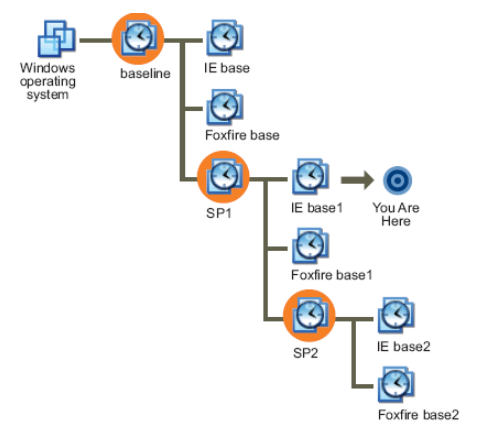 Windows
operating
system
baseline
IE base
Foxfire base
SP1
IE base1
You Are
Here
Foxfire base1
SP2
IE base2
Foxfire base2